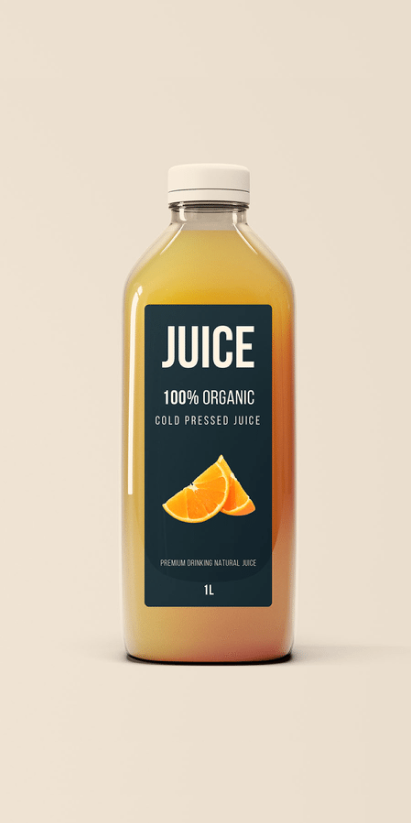 JUICE
100% ORGANIC
COLD PRESSED JUICE
PREMIUM DRINKING NATURAL JUICE
1L